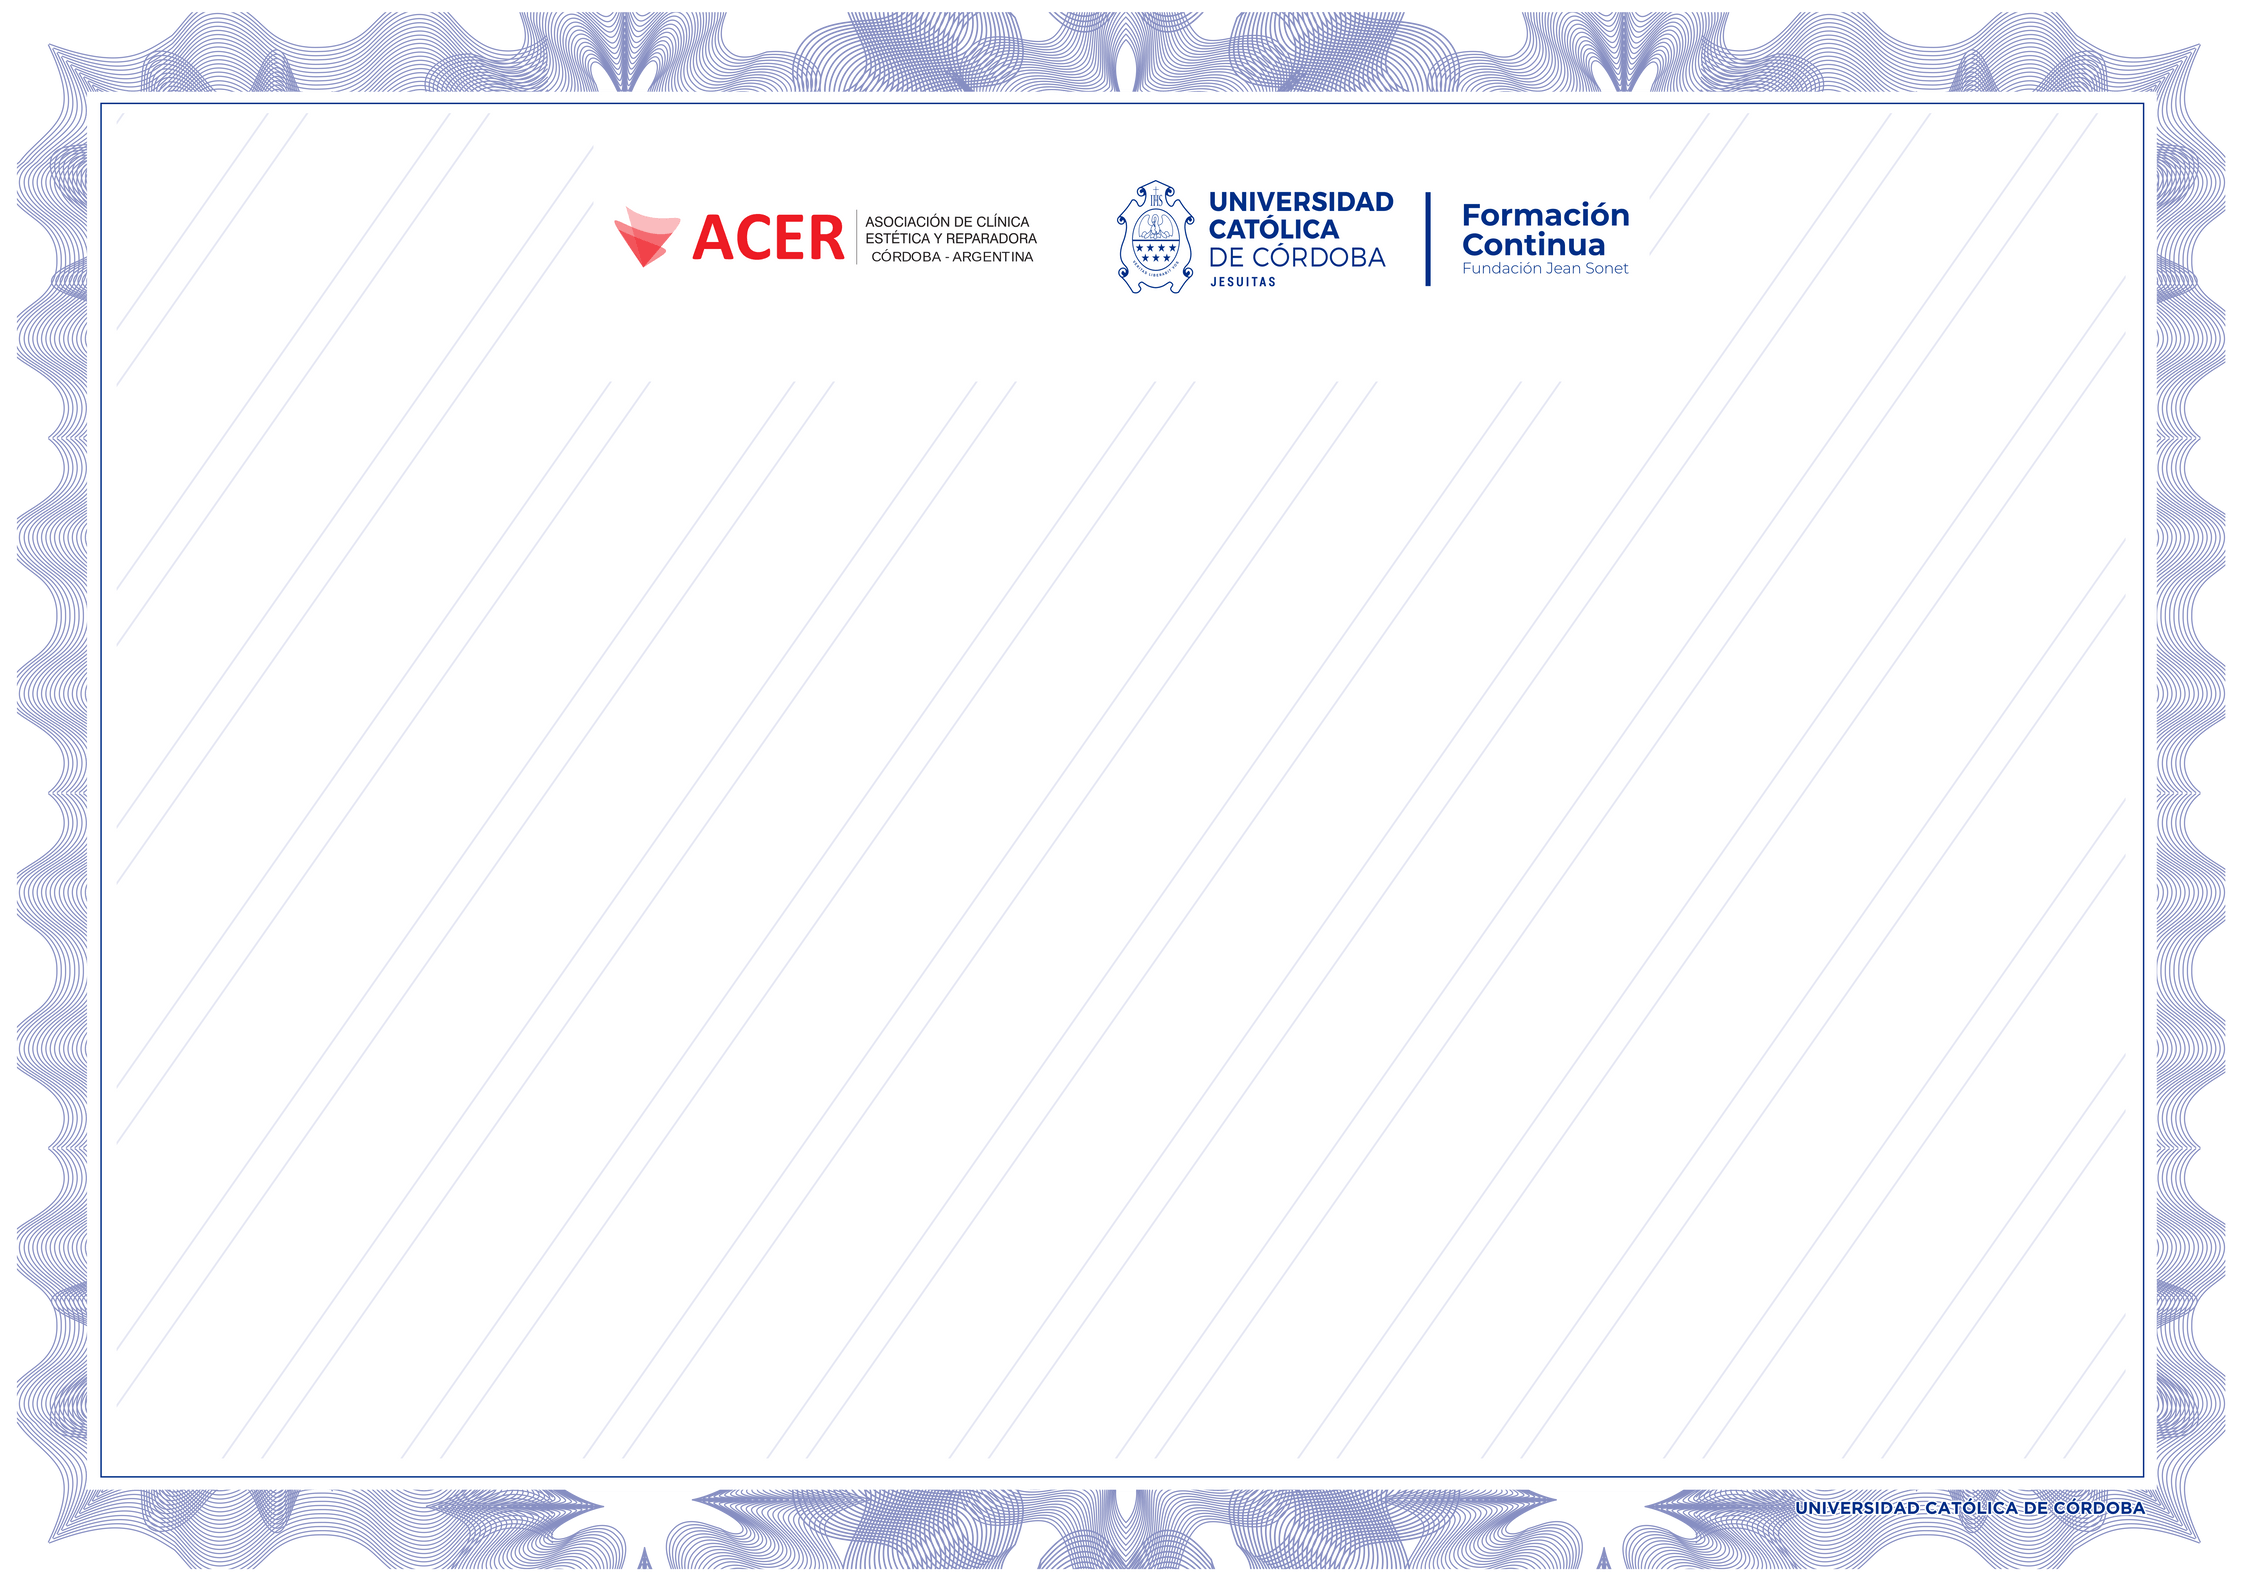 ACER
ASOCIACIÓN DE CLÍNICA
ESTÉTICA Y REPARADORA
CÓRDOBA - ARGENTINA
IHS
UNIVERSIDAD
CATÓLICA
DE CÓRDOBA
JESUITAS
Formación
Continua
Fundación Jean Sonet
UNIVERSIDAD CATÓLICA DE CÓRDOBA